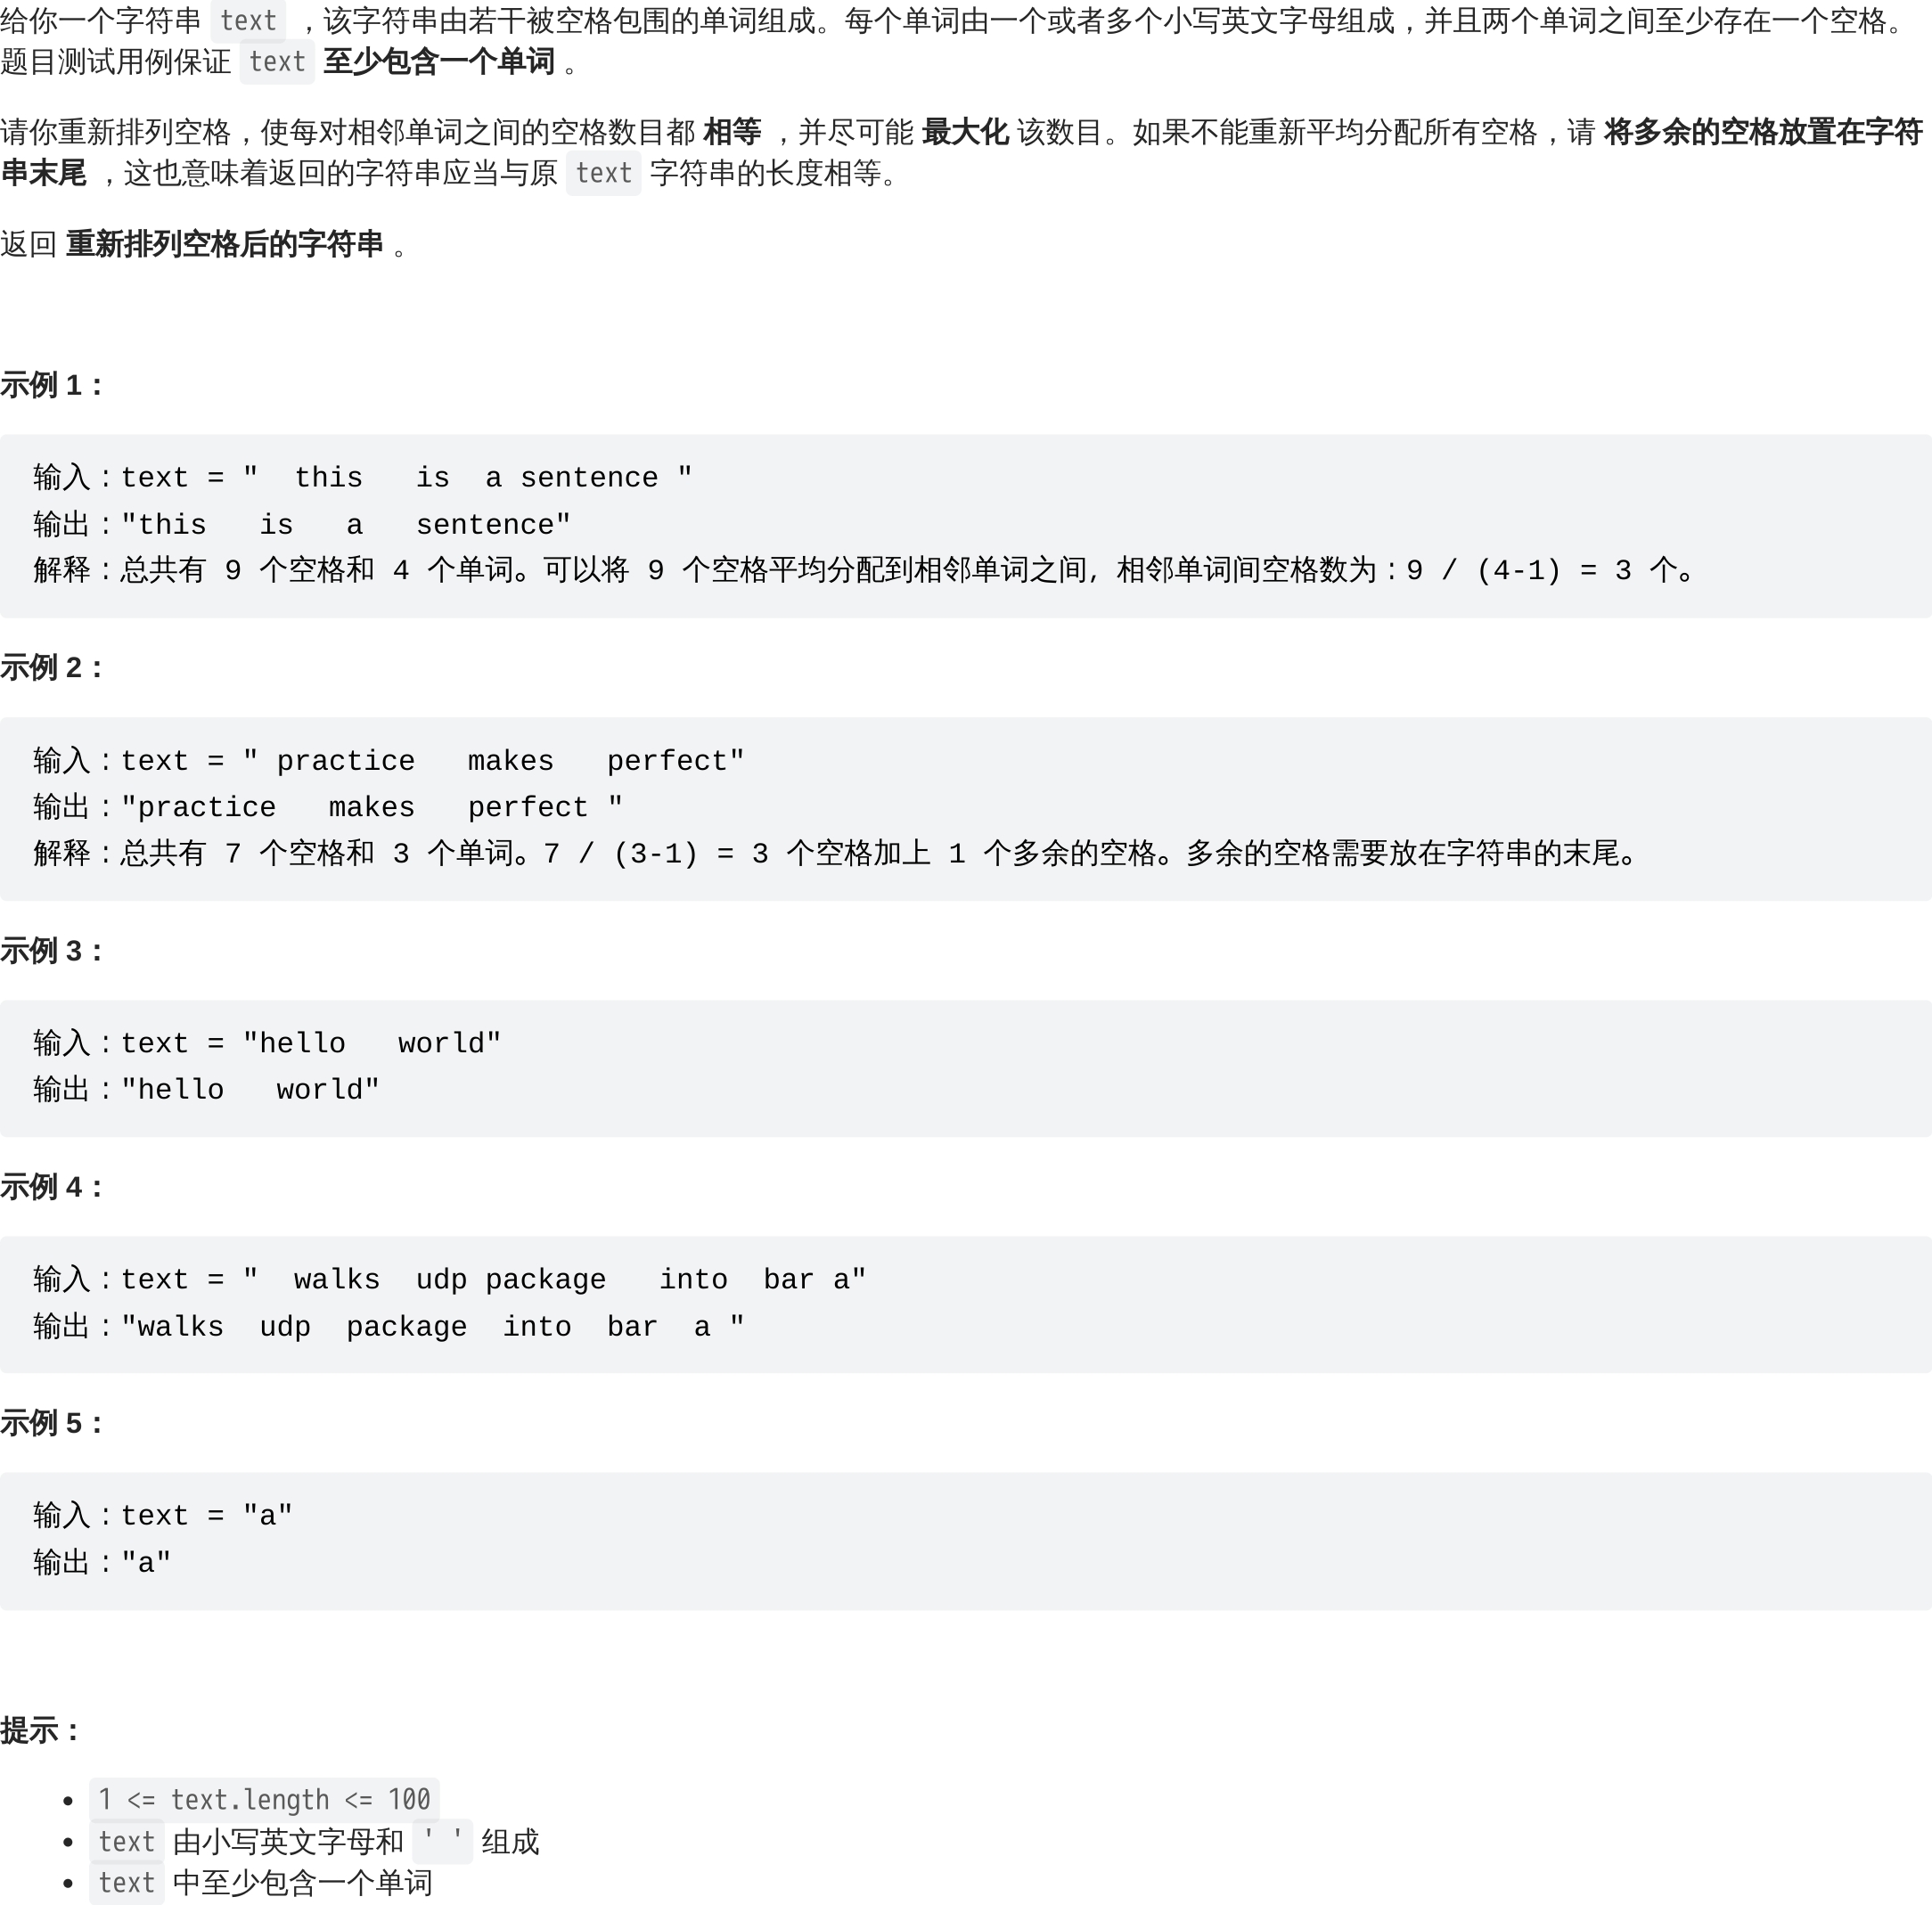 给你一个字符串 text ，该字符串由若干被空格包围的单词组成。每个单词由一个或者多个小写英文字母组成，并且两个单词之间至少存在一个空格。
题目测试用例保证 text 至少包含一个单词 。
请你重新排列空格，使每对相邻单词之间的空格数目都 相等 ，并尽可能 最大化 该数目。如果不能重新平均分配所有空格，请 将多余的空格放置在字符
串末尾 ，这也意味着返回的字符串应当与原 text 字符串的长度相等。
返回 重新排列空格后的字符串 。
示例 1：
输入：text = "  this   is  a sentence "
输出："this   is   a   sentence"
解释：总共有 9 个空格和 4 个单词。可以将 9 个空格平均分配到相邻单词之间，相邻单词间空格数为：9 / (4-1) = 3 个。
示例 2：
输入：text = " practice   makes   perfect"
输出："practice   makes   perfect "
解释：总共有 7 个空格和 3 个单词。7 / (3-1) = 3 个空格加上 1 个多余的空格。多余的空格需要放在字符串的末尾。
示例 3：
输入：text = "hello   world"
输出："hello   world"
示例 4：
输入：text = "  walks  udp package   into  bar a"
输出："walks  udp  package  into  bar  a "
示例 5：
输入：text = "a"
输出："a"
提示：
• 1 <= text.length <= 100
• text 由小写英文字母和 ' ' 组成
• text 中至少包含一个单词